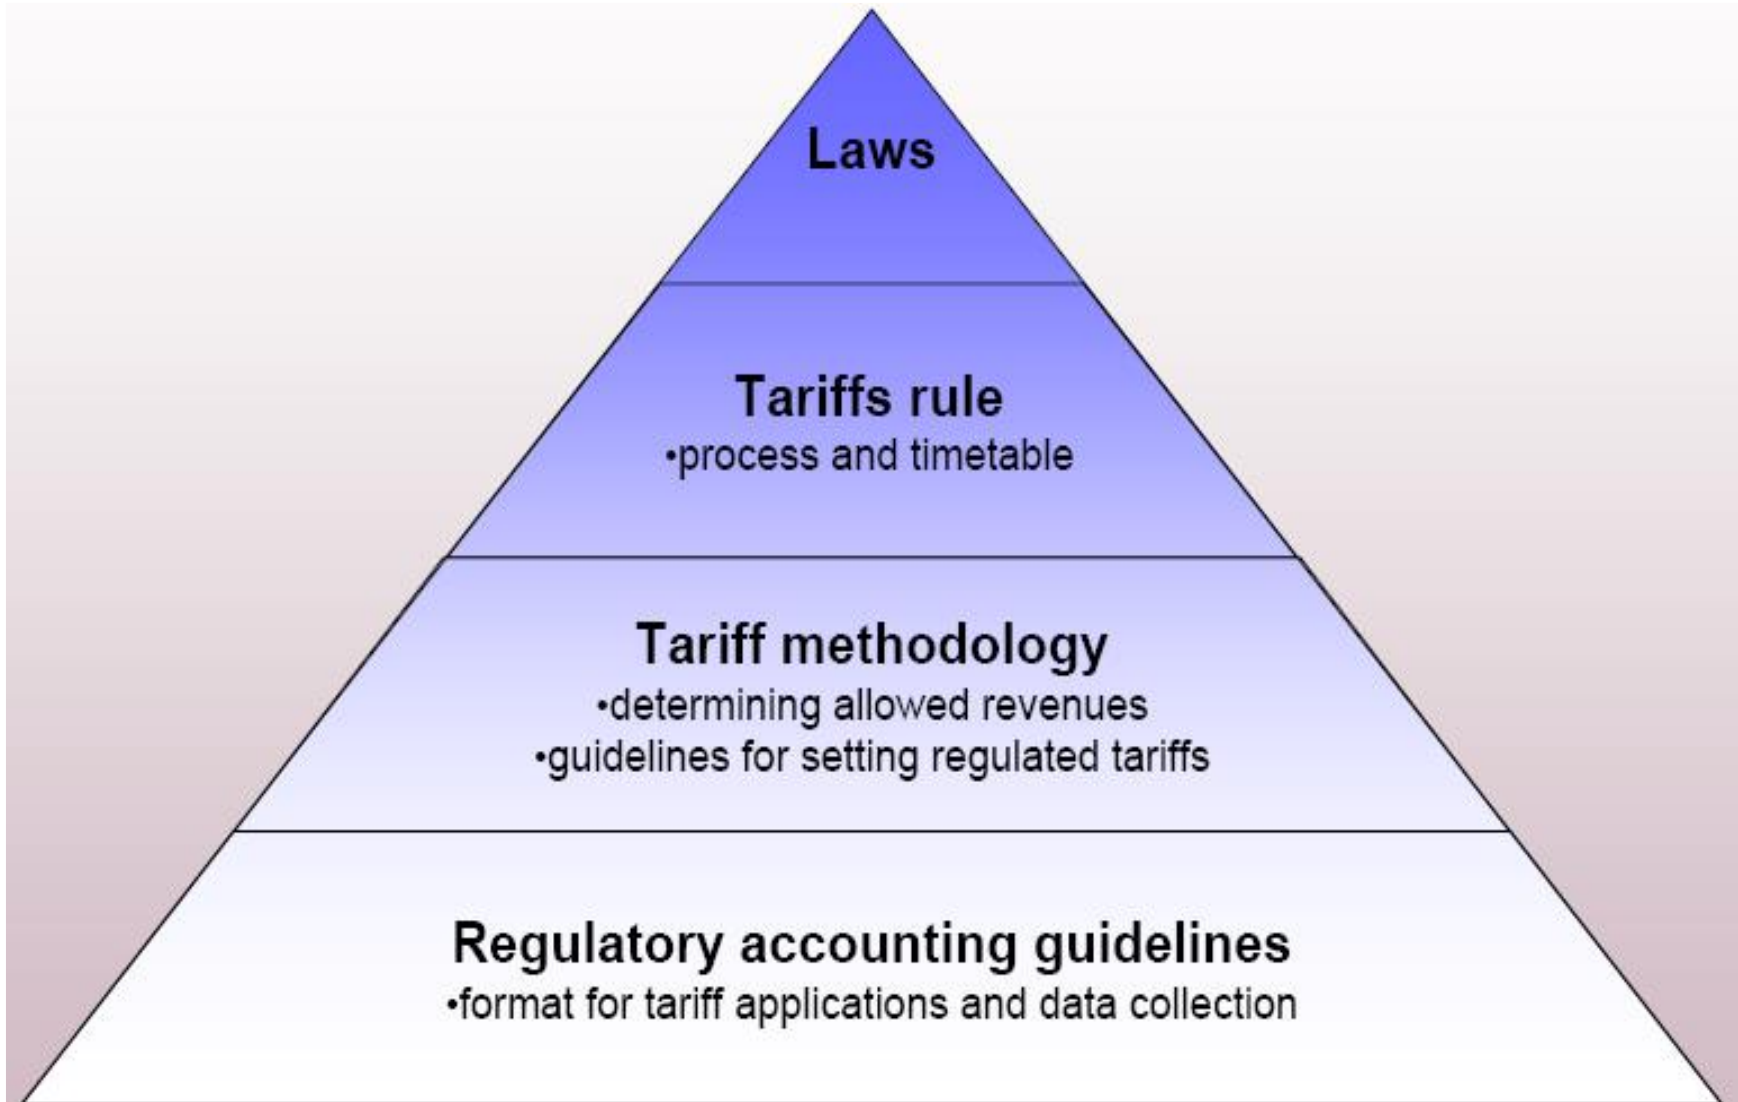 Laws
Tariffs rule
•process and timetable
Tariff methodology
•determining allowed revenues
•guidelines for setting regulated tariffs
Regulatory accounting guidelines
•format for tariff applications and data collection